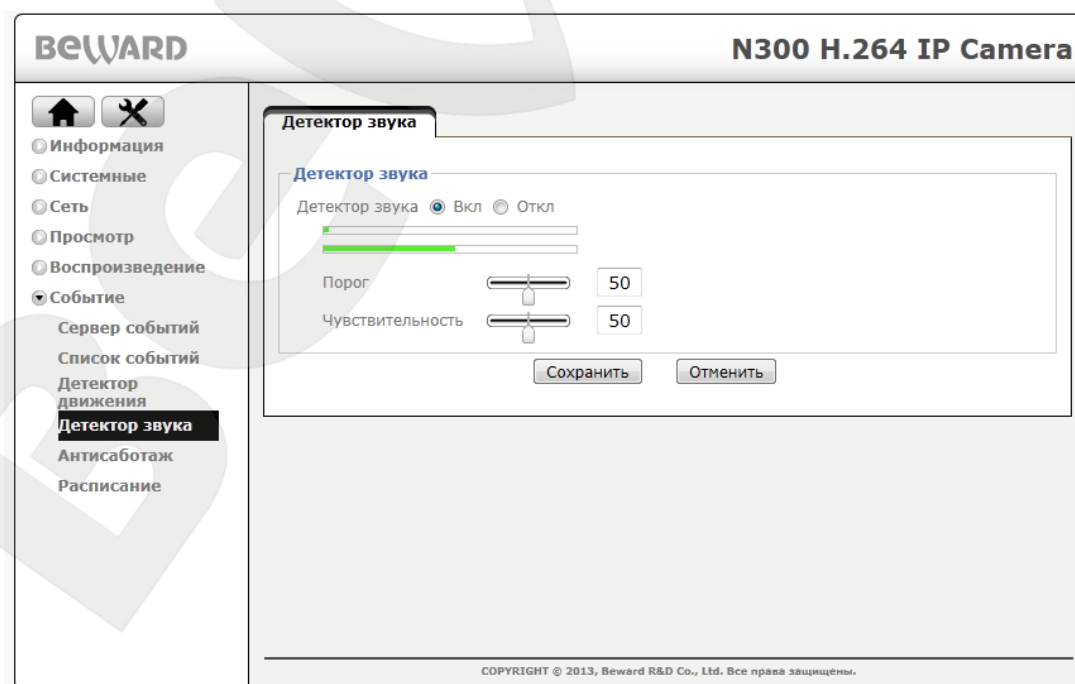 BEWARD
N300 H.264 IP Camera
Информация
Системные
Сеть
Просмотр
Воспроизведение
Событие
Сервер событий
Список событий
Детектор
движения
Детектор звука
Антисаботаж
Расписание
Детектор звука
Детектор звука
Детектор звука Вкл Откл
Порог 50
Чувствительность 50
Сохранить Отменить
COPYRIGHT © 2013, Beward R&D Co., Ltd. Все права защищены.